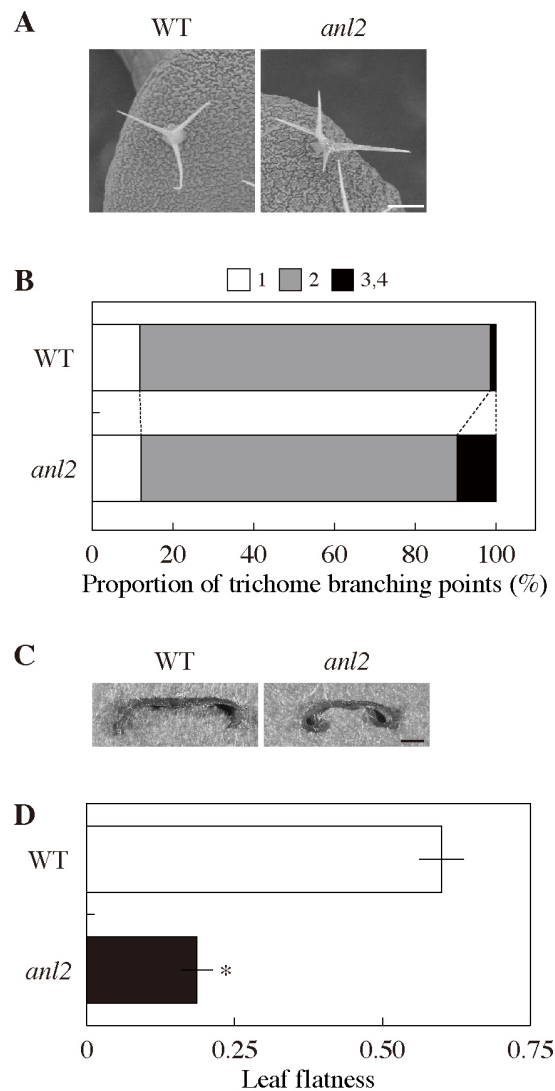 A
WT anl2
B
1 2 3,4
WT
anl2
0 20 40 60 80 100
Proportion of trichome branching points (%)
C
WT anl2
D
WT
anl2 *
0 0.25 0.50 0.75
Leaf flatness